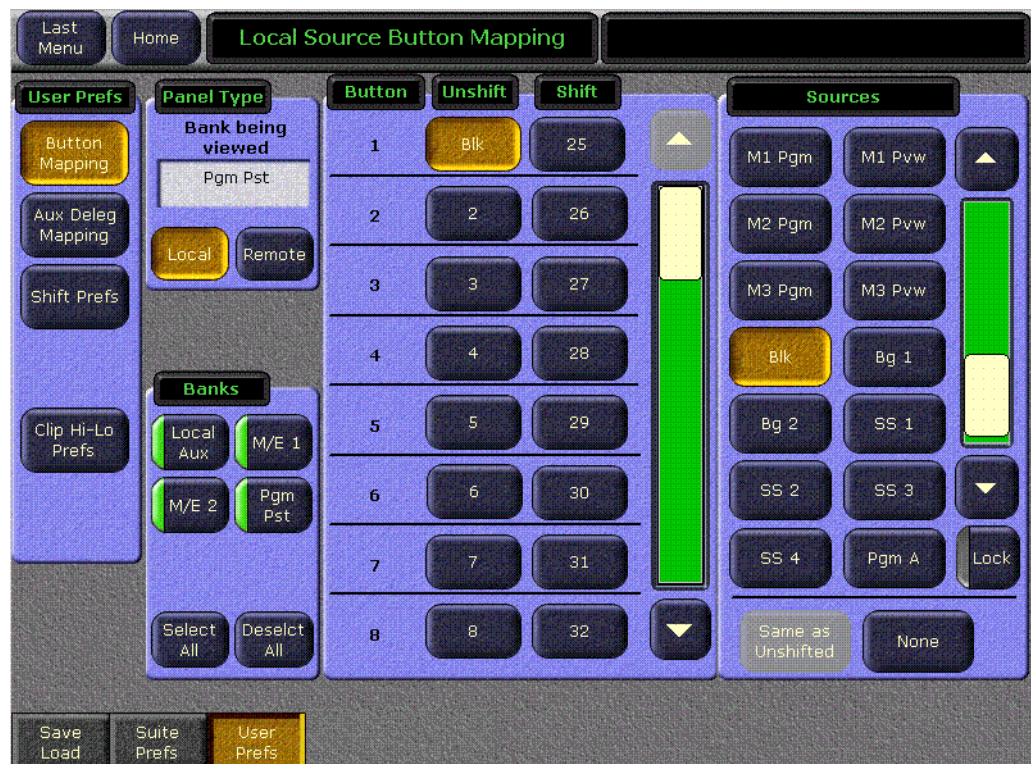 Last
Menu
Home
Local Source Button Mapping
User Prefs
Button
Mapping
Aux Deleg
Mapping
Shift Prefs
Clip Hi-Lo
Prefs
Panel Type
Bank being
viewed
Pgm Pst
Local
Remote
Banks
Local
Aux
M/E 1
M/E 2
Pgm
Pst
Select
All
Deselct
All
Button Unshift Shift
1 Blk 25
2 2 26
3 3 27
4 4 28
5 5 29
6 6 30
7 7 31
8 8 32
Sources
M1 Pgm M1 Pvw
M2 Pgm M2 Pvw
M3 Pgm M3 Pvw
Blk Bg 1
Bg 2 SS 1
SS 2 SS 3
SS 4 Pgm A
Lock
Same as
Unshifted
None
Save
Load
Suite
Prefs
User
Prefs